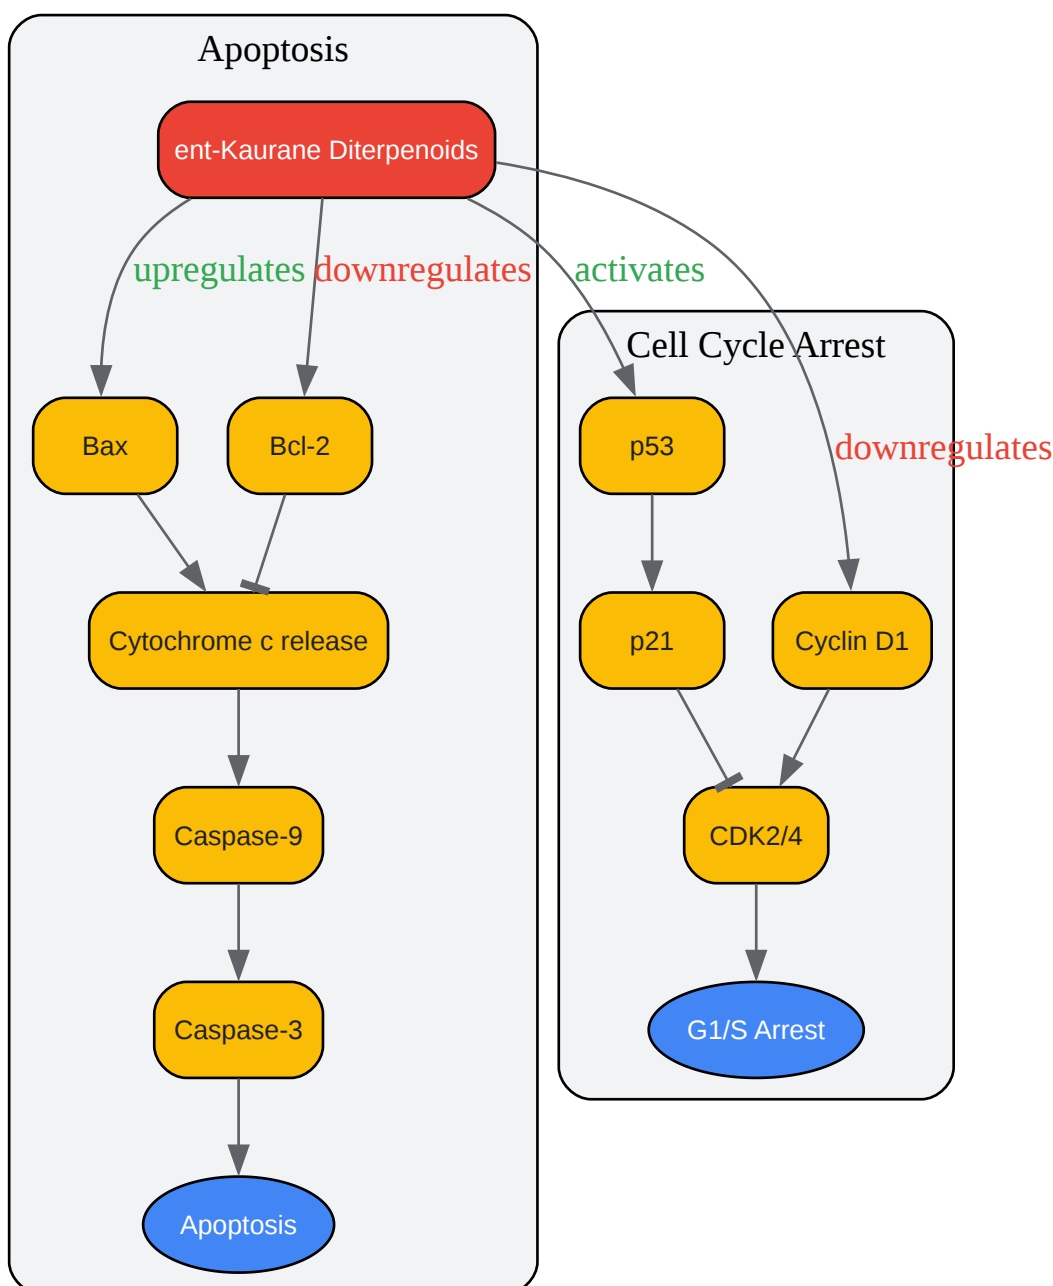 Apoptosis
ent-Kaurane Diterpenoids
upregulates
downregulates
activates
Cell Cycle Arrest
Bax
Bcl-2
p53
downregulates
Cytochrome c release
p21
Cyclin D1
Caspase-9
CDK2/4
Caspase-3
G1/S Arrest
Apoptosis